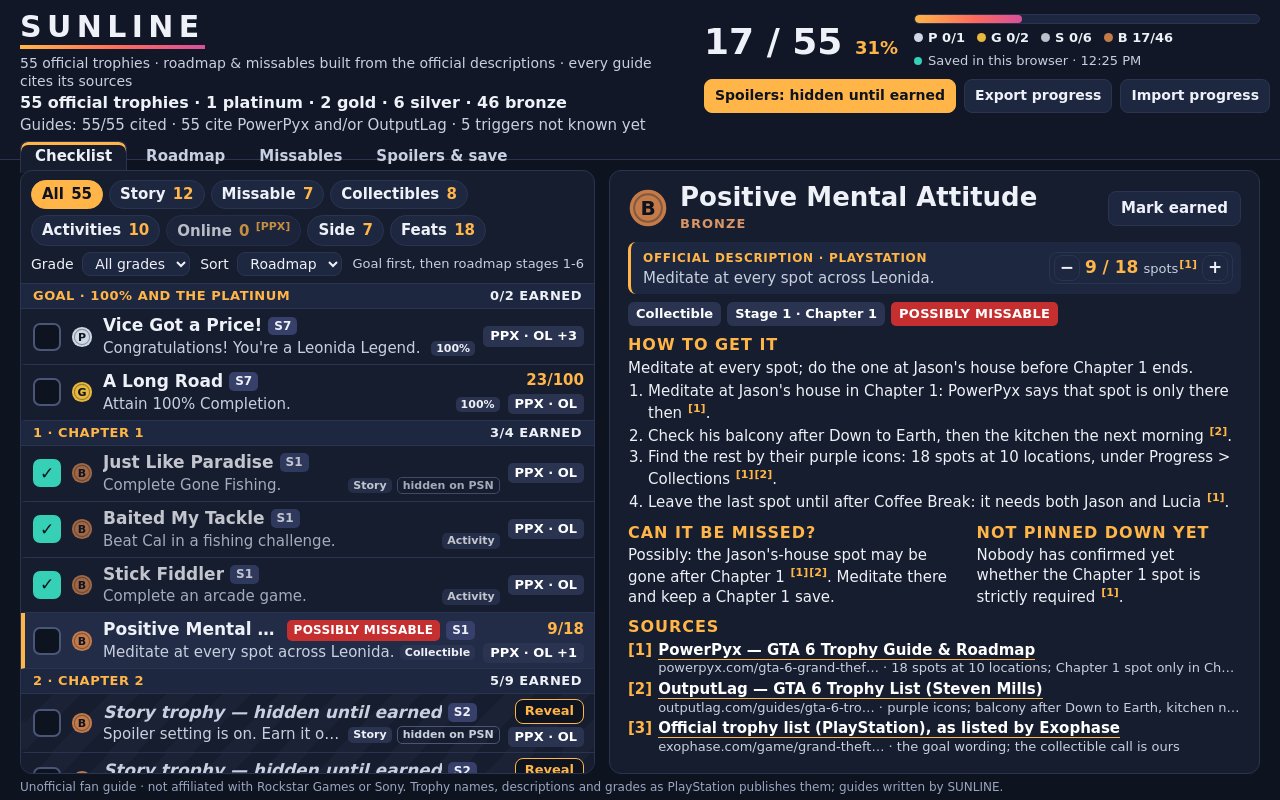 SUNLINE
55 official trophies · roadmap & missables built from the official descriptions · every guide
cites its sources
55 official trophies · 1 platinum · 2 gold · 6 silver · 46 bronze
Guides: 55/55 cited · 55 cite PowerPyx and/or OutputLag · 5 triggers not known yet
17 / 55 31%
P 0/1 G 0/2 S 0/6 B 17/46
Saved in this browser · 12:25 PM
Spoilers: hidden until earned Export progress Import progress
Checklist Roadmap Missables Spoilers & save
All 55 Story 12 Missable 7 Collectibles 8
Activities 10 Online 0 [PPX] Side 7 Feats 18
Grade All grades Sort Roadmap Goal first, then roadmap stages 1-6
GOAL · 100% AND THE PLATINUM 0/2 EARNED
P Vice Got a Price! S7
Congratulations! You're a Leonida Legend. 100% PPX · OL +3
G A Long Road S7 23/100
Attain 100% Completion. 100% PPX · OL
1 · CHAPTER 1 3/4 EARNED
✓ B Just Like Paradise S1
Complete Gone Fishing. Story hidden on PSN PPX · OL
✓ B Baited My Tackle S1
Beat Cal in a fishing challenge. Activity PPX · OL
✓ B Stick Fiddler S1
Complete an arcade game. Activity PPX · OL
B Positive Mental ... POSSIBLY MISSABLE S1 9/18
Meditate at every spot across Leonida. Collectible PPX · OL +1
2 · CHAPTER 2 5/9 EARNED
B Story trophy — hidden until earned S2 Reveal
Spoiler setting is on. Earn it o... Story hidden on PSN PPX · OL
Story trophy — hidden until earned S2 Reveal
B Positive Mental Attitude
BRONZE
Mark earned
OFFICIAL DESCRIPTION · PLAYSTATION
Meditate at every spot across Leonida.
− 9 / 18 spots[1] +
Collectible Stage 1 · Chapter 1 POSSIBLY MISSABLE
HOW TO GET IT
Meditate at every spot; do the one at Jason's house before Chapter 1 ends.
1. Meditate at Jason's house in Chapter 1: PowerPyx says that spot is only there
then [1].
2. Check his balcony after Down to Earth, then the kitchen the next morning [2].
3. Find the rest by their purple icons: 18 spots at 10 locations, under Progress >
Collections [1][2].
4. Leave the last spot until after Coffee Break: it needs both Jason and Lucia [1].
CAN IT BE MISSED?
Possibly: the Jason's-house spot may be
gone after Chapter 1 [1][2]. Meditate there
and keep a Chapter 1 save.
NOT PINNED DOWN YET
Nobody has confirmed yet
whether the Chapter 1 spot is
strictly required [1].
SOURCES
[1] PowerPyx — GTA 6 Trophy Guide & Roadmap
powerpyx.com/gta-6-grand-thef... · 18 spots at 10 locations; Chapter 1 spot only in Ch...
[2] OutputLag — GTA 6 Trophy List (Steven Mills)
outputlag.com/guides/gta-6-tro... · purple icons; balcony after Down to Earth, kitchen n...
[3] Official trophy list (PlayStation), as listed by Exophase
exophase.com/game/grand-theft... · the goal wording; the collectible call is ours
Unofficial fan guide · not affiliated with Rockstar Games or Sony. Trophy names, descriptions and grades as PlayStation publishes them; guides written by SUNLINE.